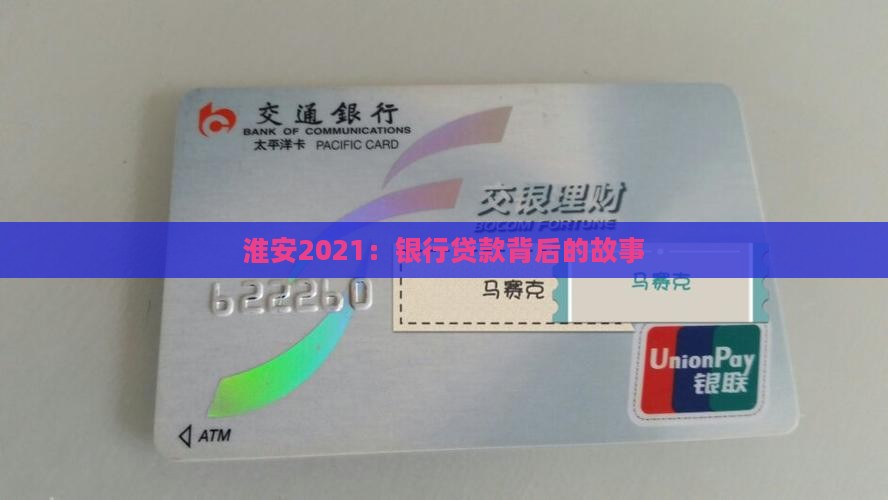 交通銀行
BANK OF COMMUNICATIONS
太平洋卡 PACIFIC CARD
交银理财
BOCOM FORTUNE
淮安2021：银行贷款背后的故事
622260
马赛克
马赛克
UnionPay
银联
ATM